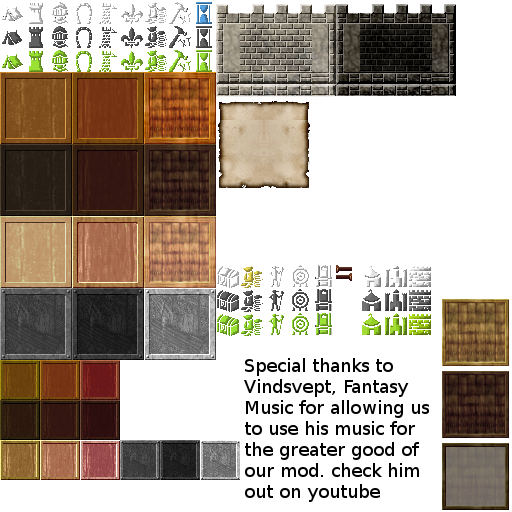 Special thanks to
Vindsvept, Fantasy
Music for allowing us
to use his music for
the greater good of
our mod. check him
out on youtube